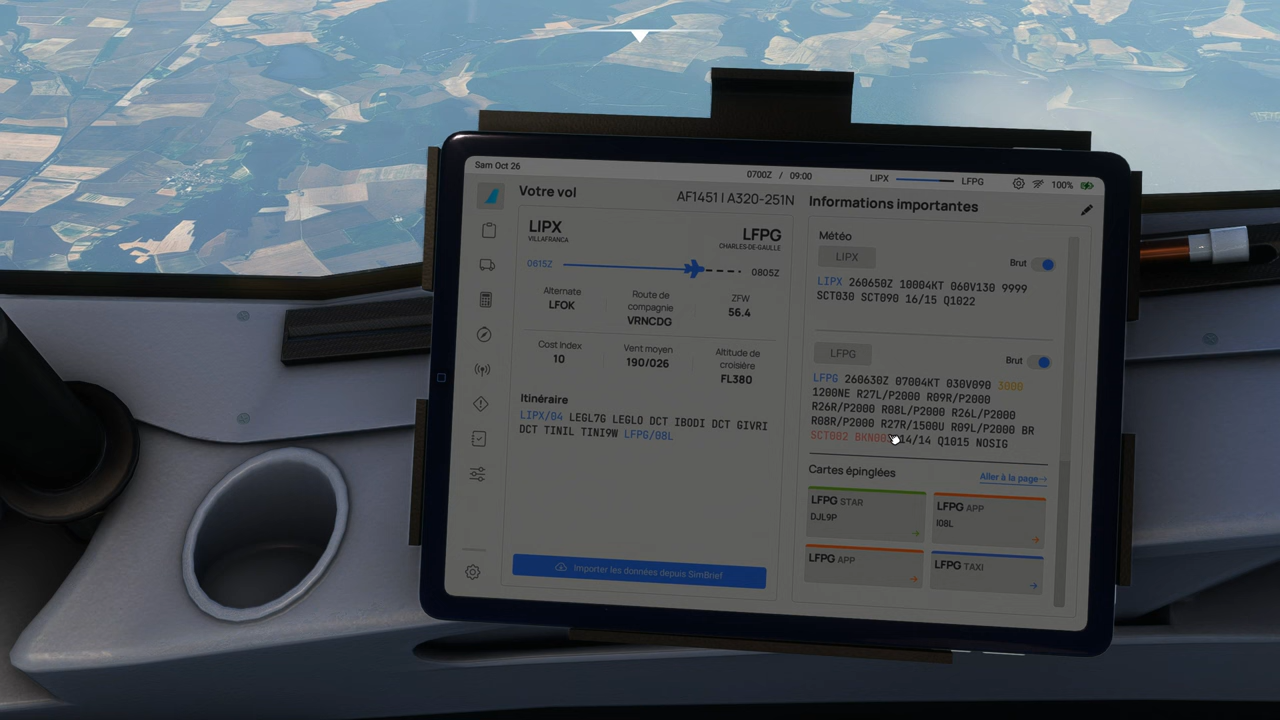 Sam Oct 26
0700Z / 09:00
LIPX
LFPG
100%
Votre vol
AF1451 | A320-251N
LIPX
VILLAFRANCA
LFPG
CHARLES-DE-GAULLE
0615Z
0805Z
Alternate
LFOK
Route de
compagnie
VRNCDG
ZFW
56.4
Cost Index
10
Vent moyen
190/026
Altitude de
croisière
FL380
Itinéraire
LIPX/04 LEGL7G LEGLO DCT IBODI DCT GIVRI
DCT TINIL TINI9W LFPG/08L
Importer les données depuis SimBrief
Informations importantes
Météo
LIPX
Brut
LIPX 260650Z 10004KT 060V130 9999
SCT030 SCT090 16/15 Q1022
LFPG
Brut
LFPG 260630Z 07004KT 030V090 3000
1200NE R27L/P2000 R09R/P2000
R26R/P2000 R08L/P2000 R26L/P2000
R08R/P2000 R27R/1500U R09L/P2000 BR
SCT002 14/14 Q1015 NOSIG
Cartes épinglées
Aller à la page
LFPG STAR
DJL9P
LFPG APP
I08L
LFPG APP
LFPG TAXI